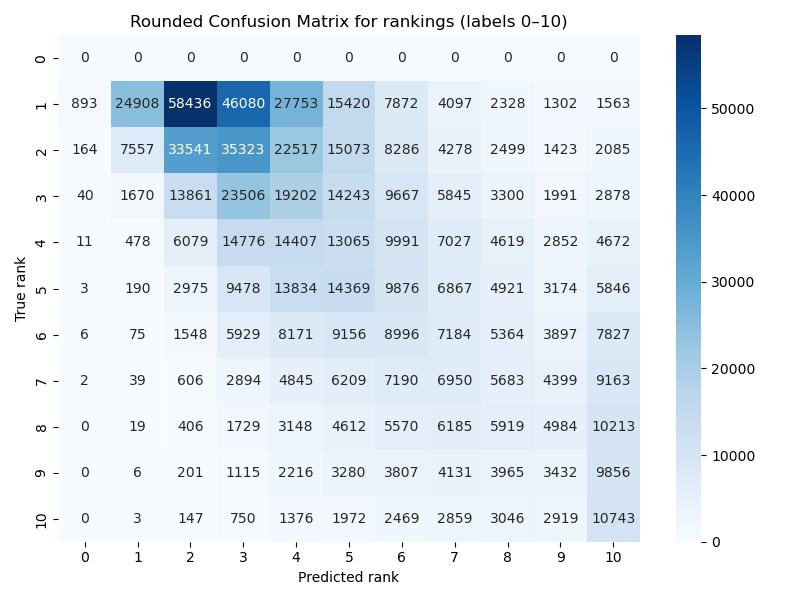 Rounded Confusion Matrix for rankings (labels 0–10)
0 0 0 0 0 0 0 0 0 0 0 0
1 893 24908 58436 46080 27753 15420 7872 4097 2328 1302 1563
2 164 7557 33541 35323 22517 15073 8286 4278 2499 1423 2085
3 40 1670 13861 23506 19202 14243 9667 5845 3300 1991 2878
4 11 478 6079 14776 14407 13065 9991 7027 4619 2852 4672
5 3 190 2975 9478 13834 14369 9876 6867 4921 3174 5846
6 6 75 1548 5929 8171 9156 8996 7184 5364 3897 7827
7 2 39 606 2894 4845 6209 7190 6950 5683 4399 9163
8 0 19 406 1729 3148 4612 5570 6185 5919 4984 10213
9 0 6 201 1115 2216 3280 3807 4131 3965 3432 9856
10 0 3 147 750 1376 1972 2469 2859 3046 2919 10743
0 1 2 3 4 5 6 7 8 9 10
Predicted rank
True rank
50000
40000
30000
20000
10000
0